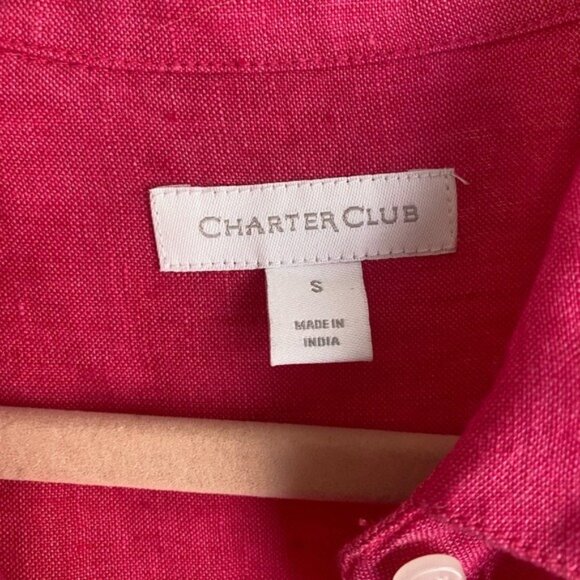 CHARTER CLUB
S
MADE IN
INDIA